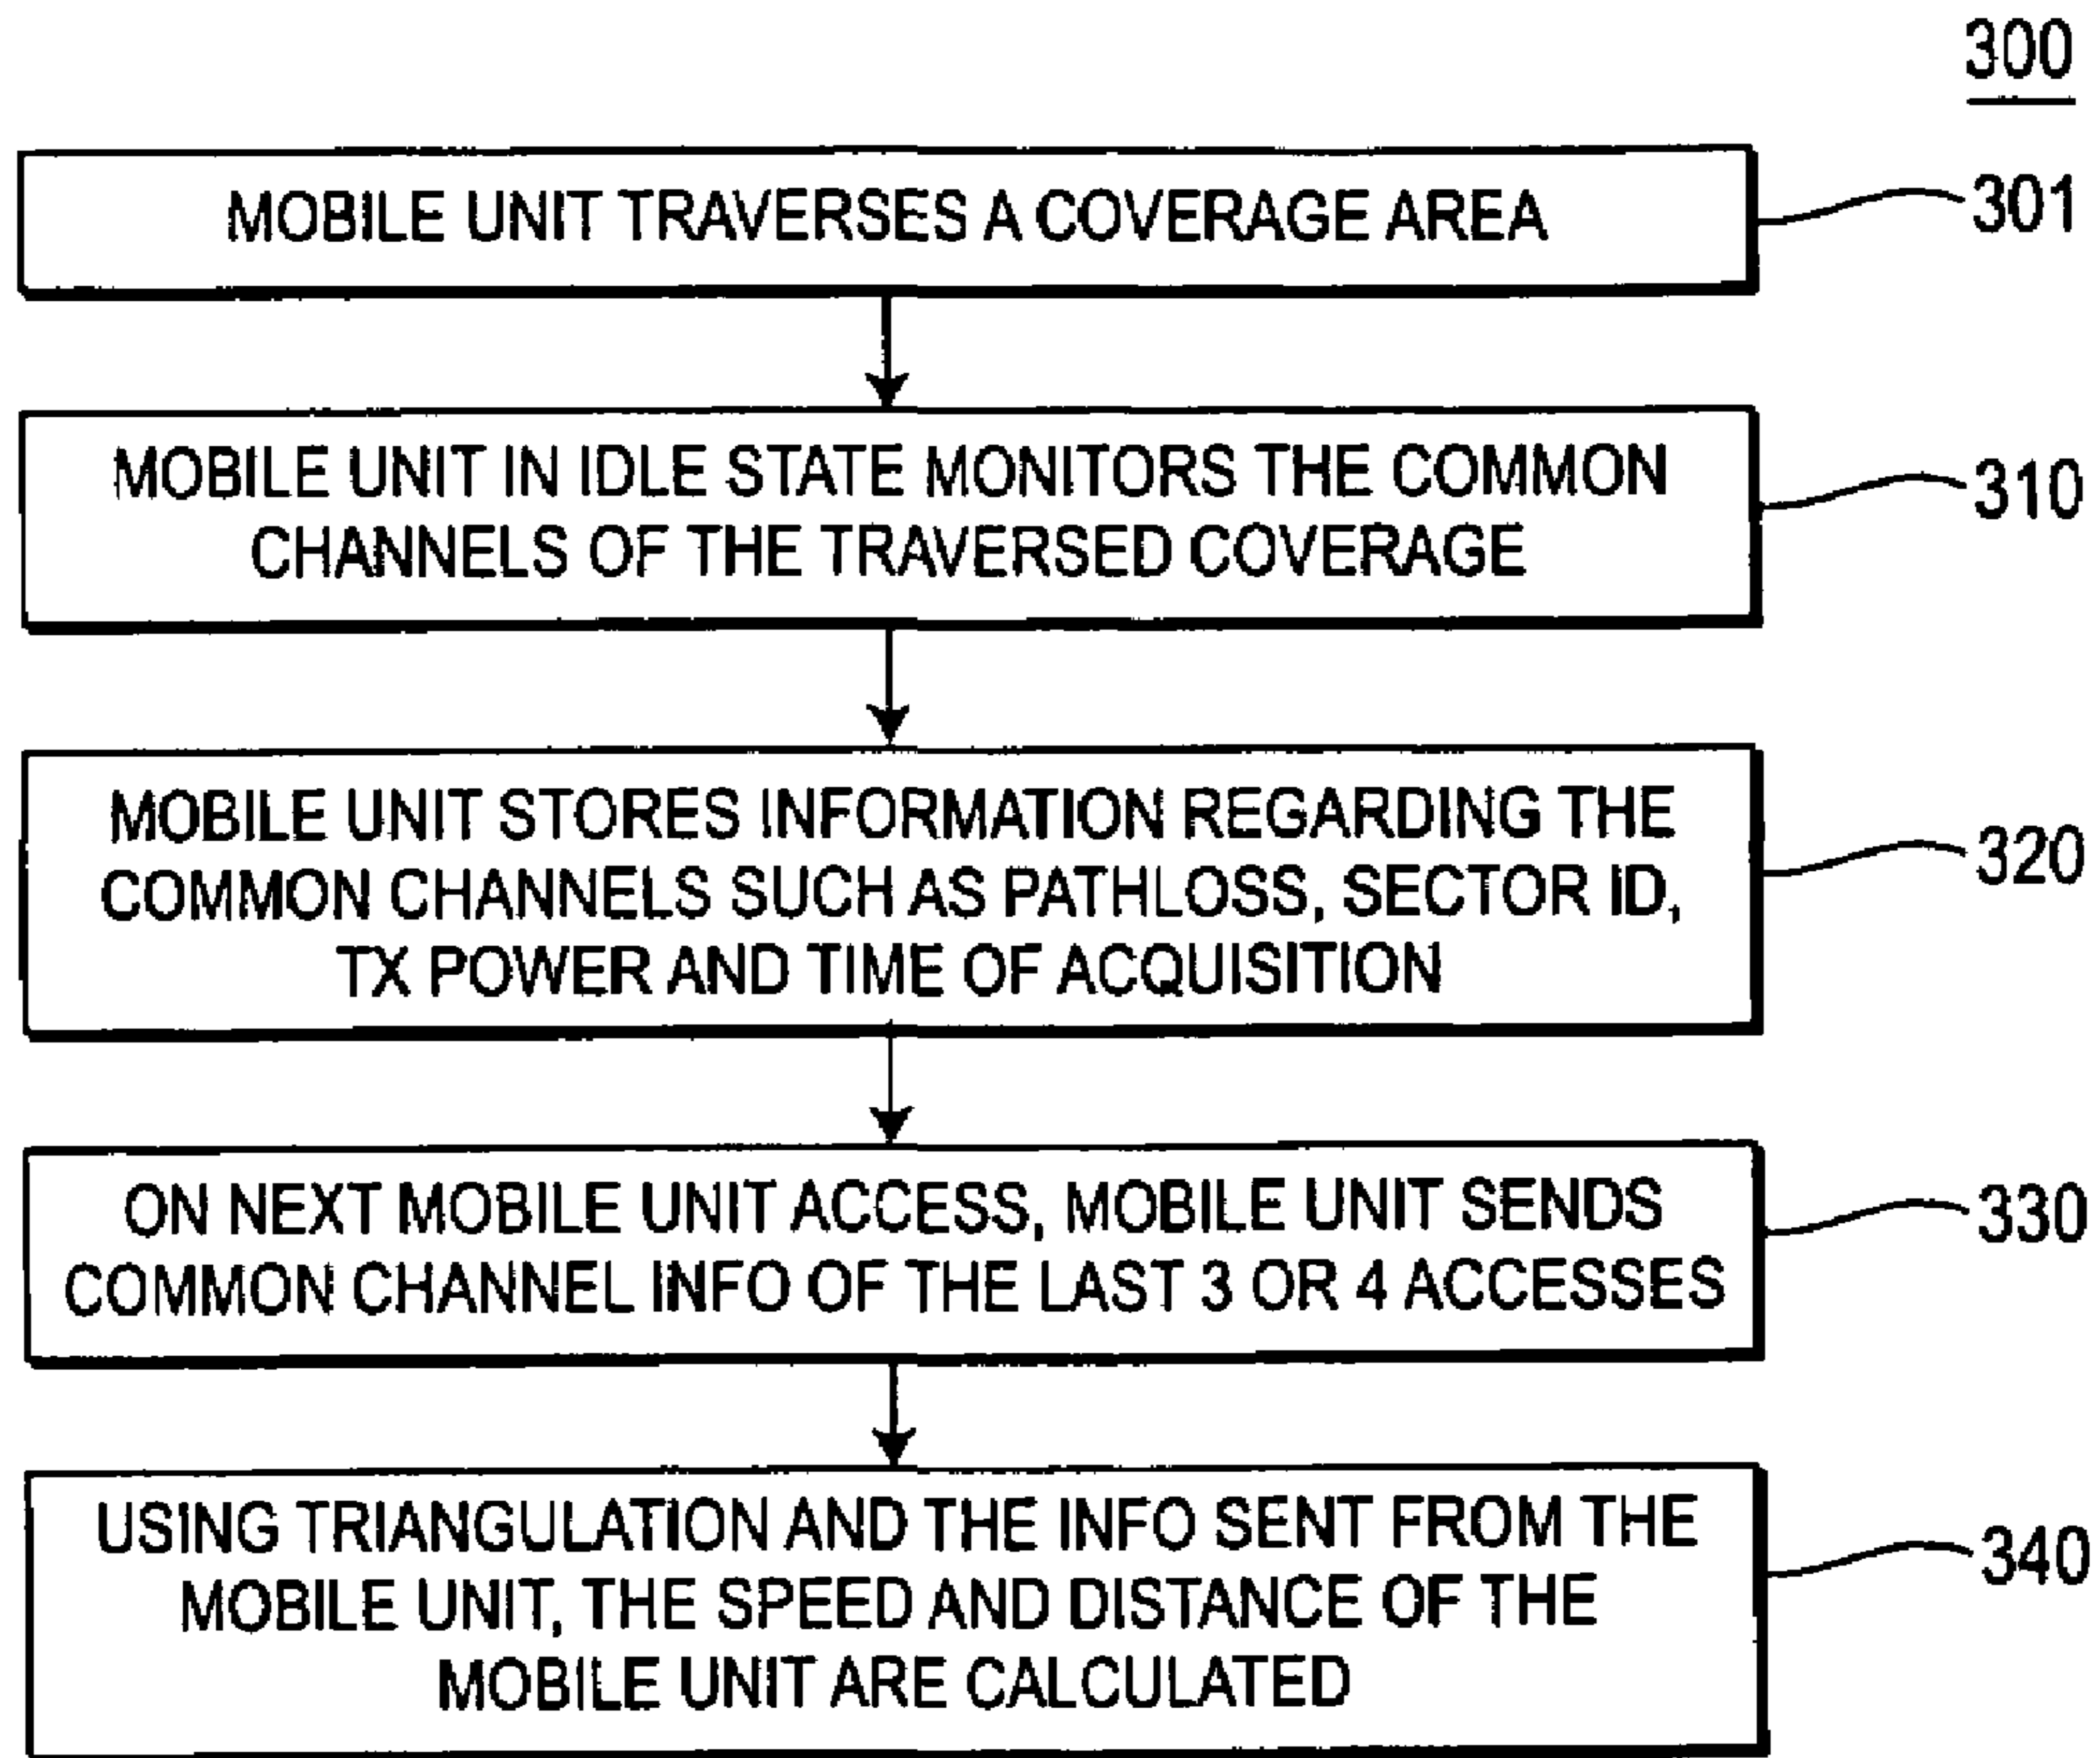 300
MOBILE UNIT TRAVERSES A COVERAGE AREA
301
MOBILE UNIT IN IDLE STATE MONITORS THE COMMON
CHANNELS OF THE TRAVERSED COVERAGE
310
MOBILE UNIT STORES INFORMATION REGARDING THE
COMMON CHANNELS SUCH AS PATHLOSS, SECTOR ID,
TX POWER AND TIME OF ACQUISITION
320
ON NEXT MOBILE UNIT ACCESS, MOBILE UNIT SENDS
COMMON CHANNEL INFO OF THE LAST 3 OR 4 ACCESSES
330
USING TRIANGULATION AND THE INFO SENT FROM THE
MOBILE UNIT, THE SPEED AND DISTANCE OF THE
MOBILE UNIT ARE CALCULATED
340